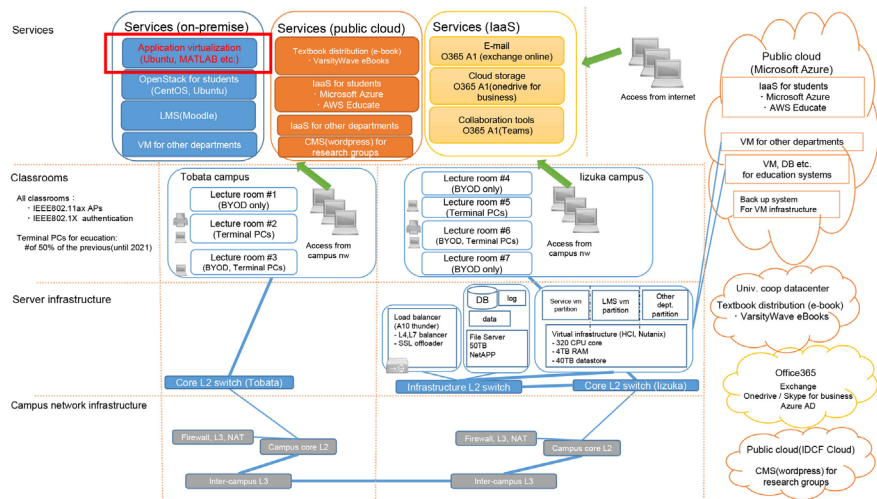 Services
Services (on-premise)
Application virtualization
(Ubuntu, MATLAB etc.)
OpenStack for students
(CentOS, Ubuntu)
LMS(Moodle)
VM for other departments
Services (public cloud)
Textbook distribution (e-book)
・VarsityWave eBooks
IaaS for students
・Microsoft Azure
・AWS Educate
IaaS for other departments
CMS(wordpress) for
research groups
Services (IaaS)
E-mail
O365 A1 (exchange online)
Cloud storage
O365 A1(onedrive for
business)
Collaboration tools
O365 A1(Teams)
Access from internet
Public cloud
(Microsoft Azure)
IaaS for students
・Microsoft Azure
・AWS Educate
VM for other departments
VM, DB etc.
for education systems
Back up system
For VM infrastructure
Classrooms
All classrooms :
・IEEE802.11ax APs
・IEEE802.1X authentication
Terminal PCs for ecucation:
#of 50% of the previous(until 2021)
Tobata campus
Lecture room #1
(BYOD only)
Lecture room #2
(Terminal PCs)
Lecture room #3
(BYOD, Terminal PCs)
Access from
campus nw
Iizuka campus
Lecture room #4
(BYOD only)
Lecture room #5
(Terminal PCs)
Lecture room #6
(BYOD, Terminal PCs)
Lecture room #7
(BYOD only)
Access from
campus nw
Server infrastructure
Load balancer
(A10 thunder)
- L4,L7 balancer
- SSL offloader
DB
log
data
File Server
50TB
NetAPP
Service vm
partition
LMS vm
partition
Other
dept.
partition
Virtual infrastructure (HCI, Nutanix)
- 320 CPU core
- 4TB RAM
- 40TB datastore
Core L2 switch (Tobata)
Infrastructure L2 switch
Core L2 switch (Iizuka)
Univ. coop datacenter
Textbook distribution (e-book)
・VarsityWave eBooks
Office365
Exchange
Onedrive / Skype for business
Azure AD
Campus network infrastructure
Firewall, L3, NAT
Campus core L2
Inter-campus L3
Firewall, L3, NAT
Campus core L2
Inter-campus L3
Public cloud(IDCF Cloud)
CMS(wordpress) for
research groups